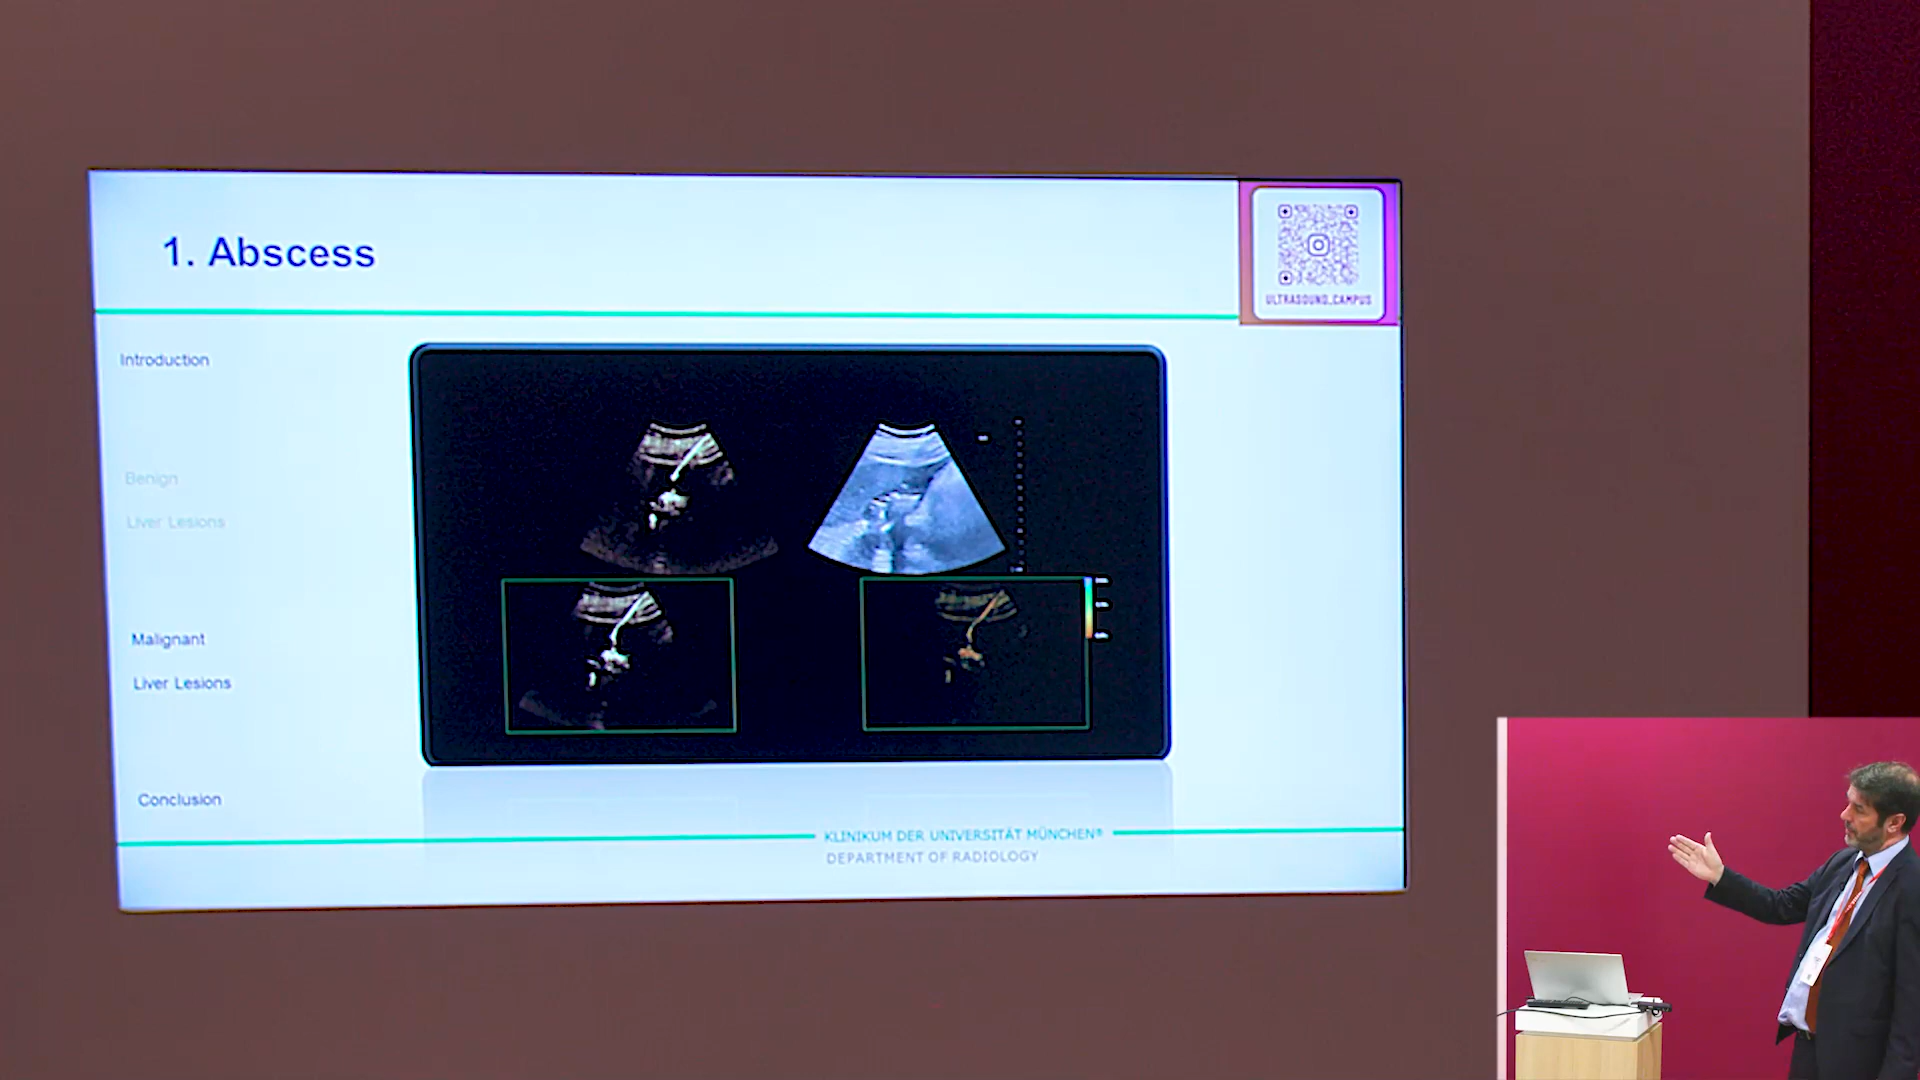 1. Abscess
ULTRASOUND_CAMPUS
Introduction
Benign
Liver Lesions
Malignant
Liver Lesions
Conclusion
KLINIKUM DER UNIVERSITÄT MÜNCHEN®
DEPARTMENT OF RADIOLOGY